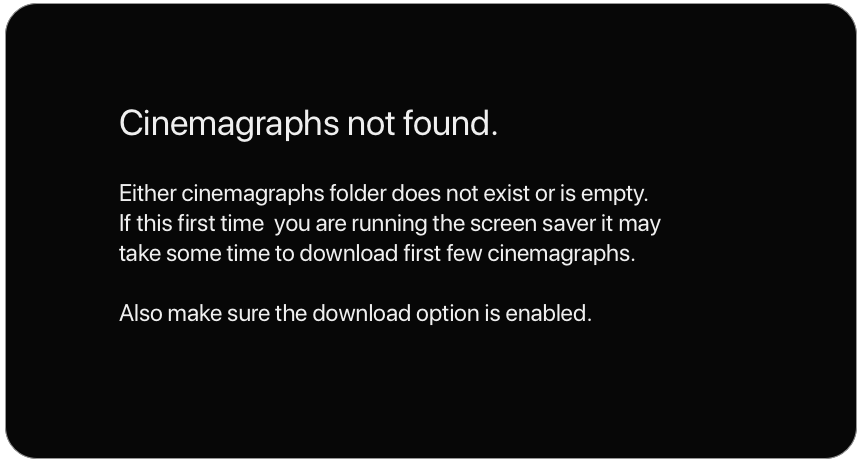 Cinemagraphs not found.
Either cinemagraphs folder does not exist or is empty.
If this first time  you are running the screen saver it may
take some time to download first few cinemagraphs.
Also make sure the download option is enabled.